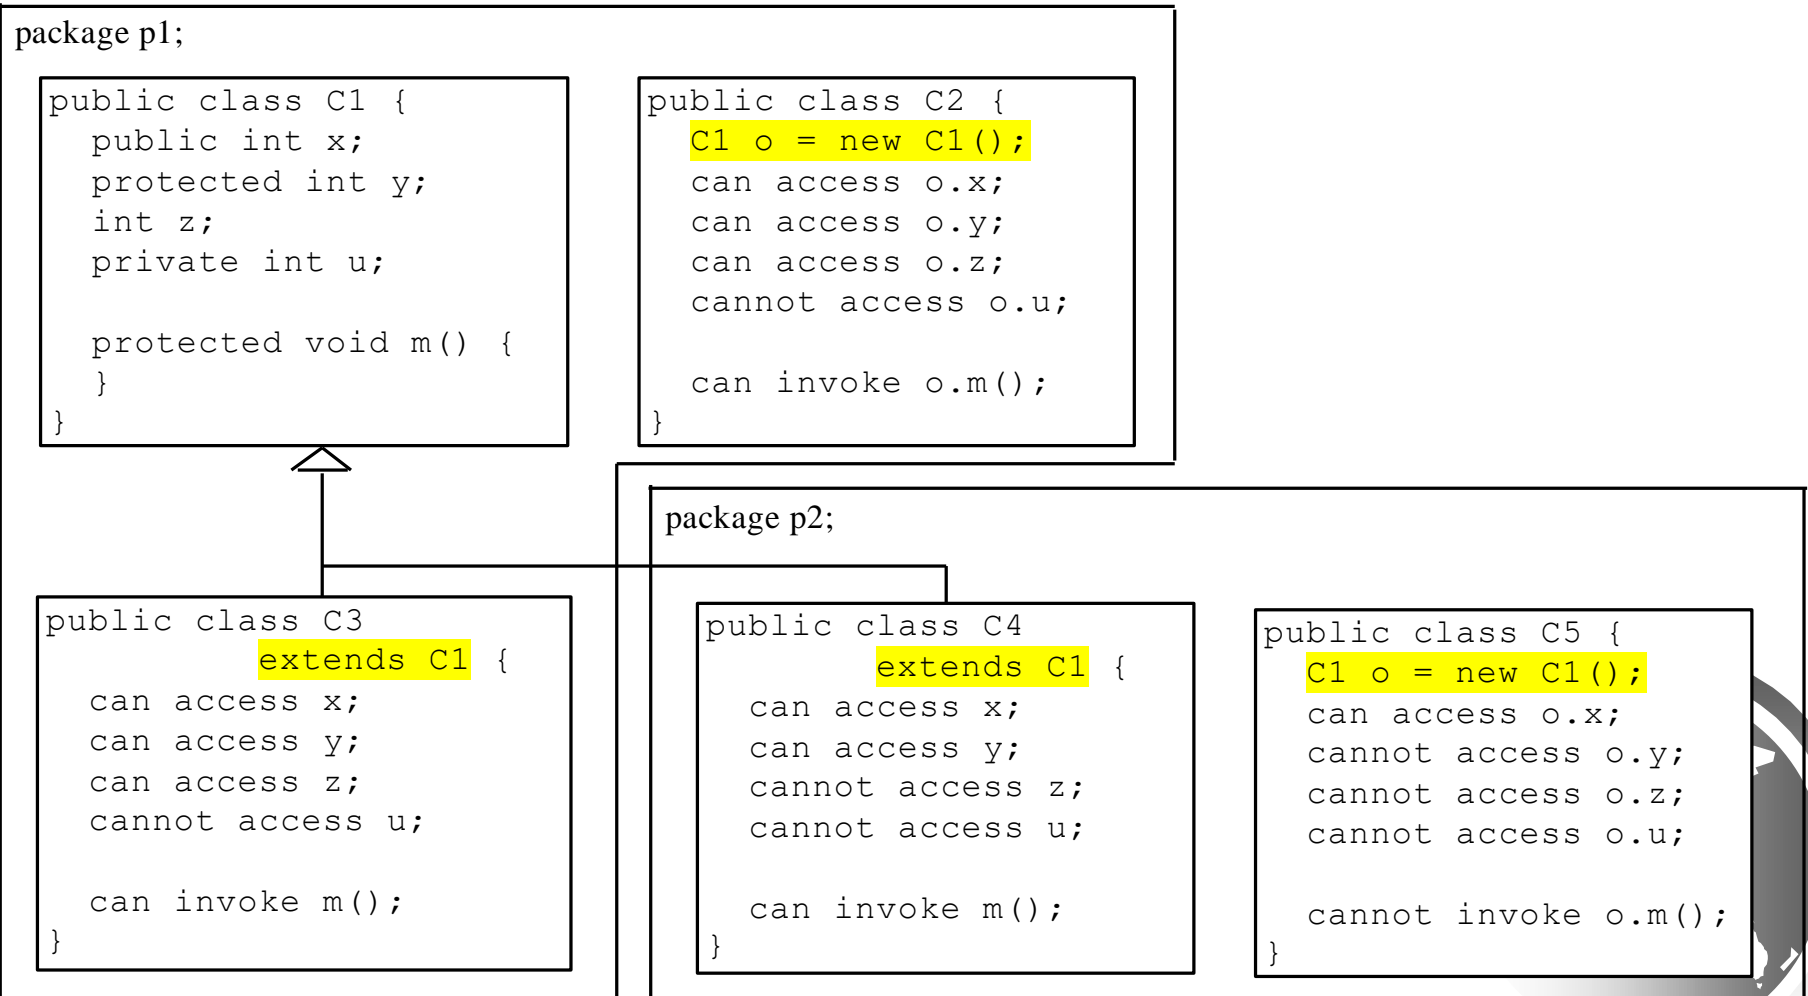 package p1;
public class C1 {
public int x;
protected int y;
int z;
private int u;
protected void m() {
}
}
public class C2 {
C1 o = new C1();
can access o.x;
can access o.y;
can access o.z;
cannot access o.u;
can invoke o.m();
}
package p2;
public class C3
extends C1 {
can access x;
can access y;
can access z;
cannot access u;
can invoke m();
}
public class C4
extends C1 {
can access x;
can access y;
cannot access z;
cannot access u;
can invoke m();
}
public class C5 {
C1 o = new C1();
can access o.x;
cannot access o.y;
cannot access o.z;
cannot access o.u;
cannot invoke o.m();
}